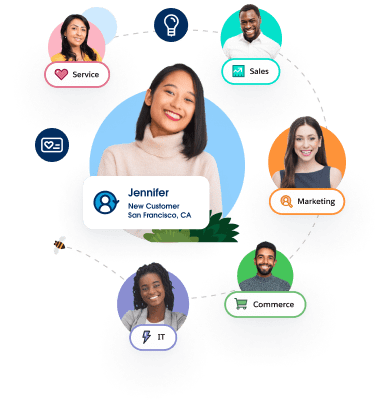 Service
Sales
Jennifer
New Customer
San Francisco, CA
Marketing
Commerce
IT